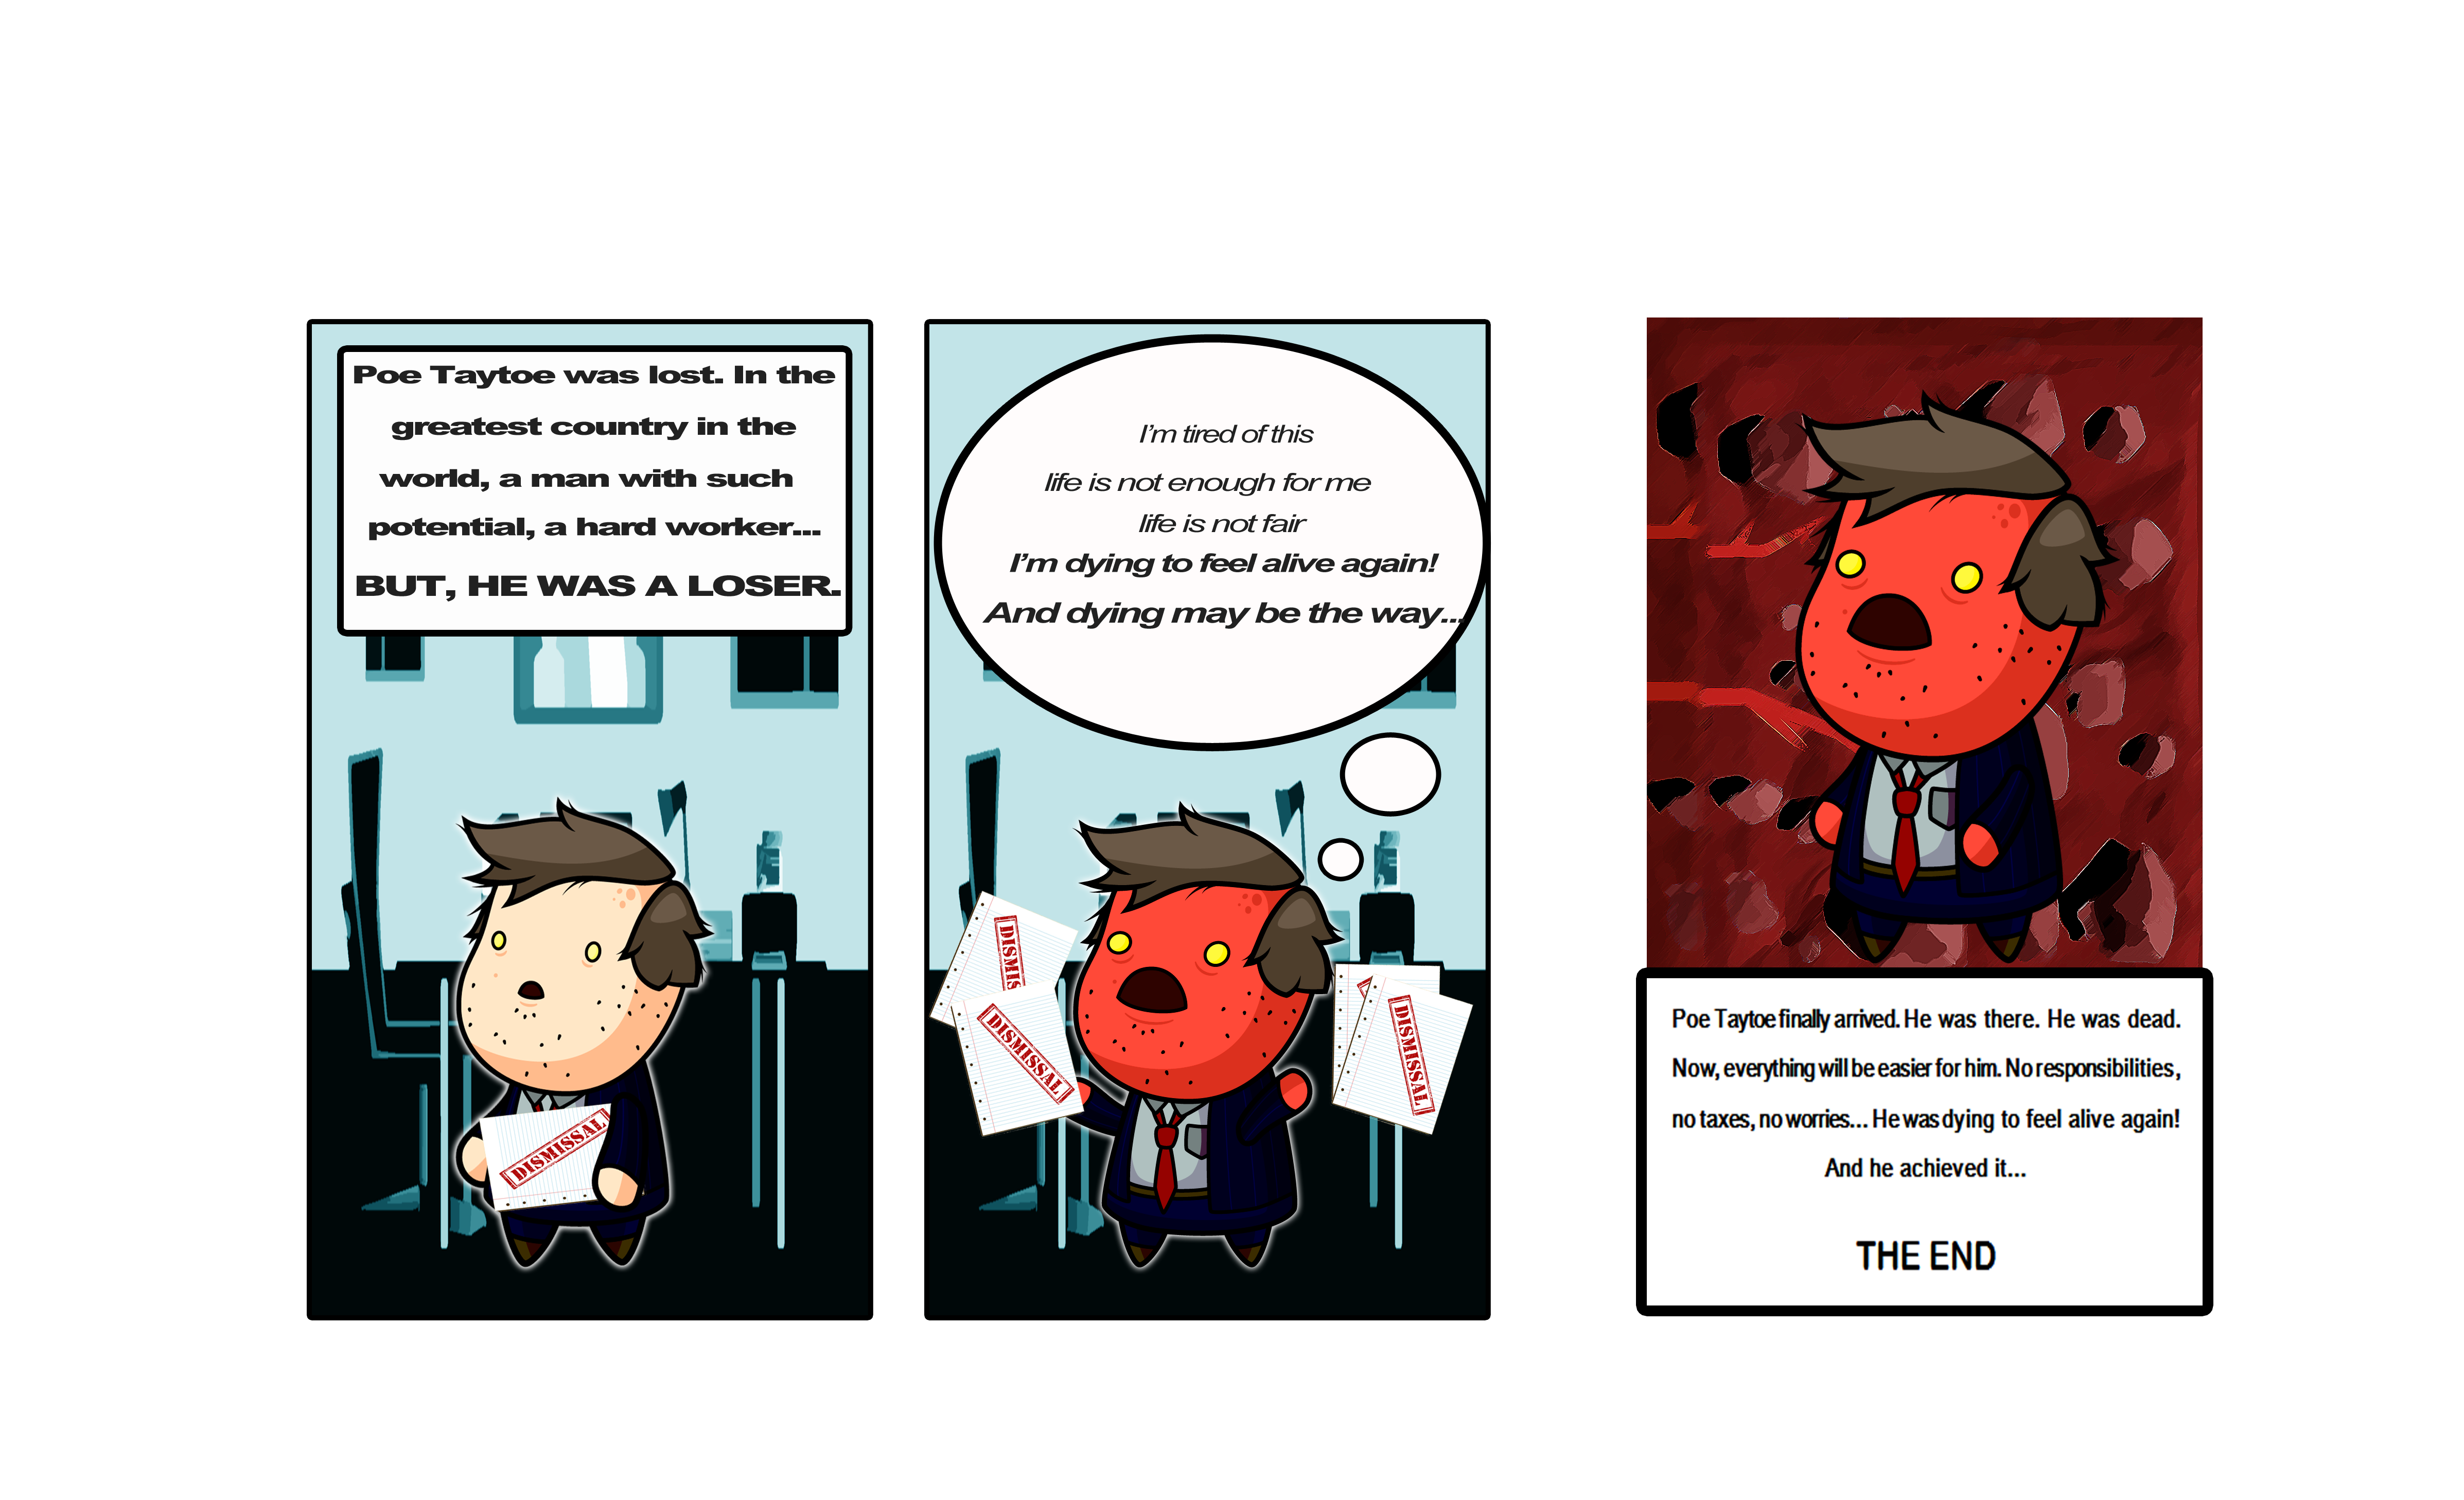 Poe Taytoe was lost. In the
greatest country in the
world, a man with such
potential, a hard worker...
BUT, HE WAS A LOSER.
DISMISSAL
I'm tired of this
life is not enough for me
life is not fair
I'm dying to feel alive again!
And dying may be the way...
DISMIS
DISMISSAL
DISMISSAL
Poe Taytoe finally arrived. He was there. He was dead.
Now, everything will be easier for him. No responsibilities,
no taxes, no worries... He was dying to feel alive again!
And he achieved it...
THE END